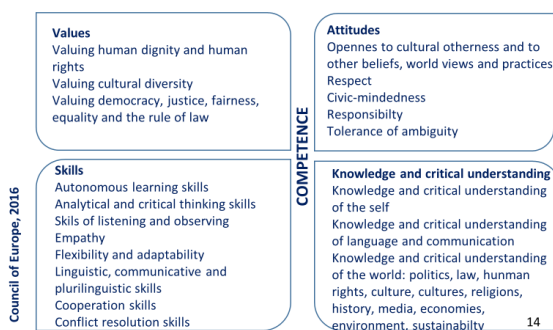 Values
Valuing human dignity and human
rights
Valuing cultural diversity
Valuing democracy, justice, fairness,
equality and the rule of law
Attitudes
Opennes to cultural otherness and to
other beliefs, world views and practices
Respect
Civic-mindedness
Responsibilty
Tolerance of ambiguity
COMPETENCE
Skills
Autonomous learning skills
Analytical and critical thinking skills
Skils of listening and observing
Empathy
Flexibility and adaptability
Linguistic, communicative and
plurilinguistic skills
Cooperation skills
Conflict resolution skills
Knowledge and critical understanding
Knowledge and critical understanding
of the self
Knowledge and critical understanding
of language and communication
Knowledge and critical understanding
of the world: politics, law, hunman
rights, culture, cultures, religions,
history, media, economies,
environment, sustainabilty
Council of Europe, 2016
14